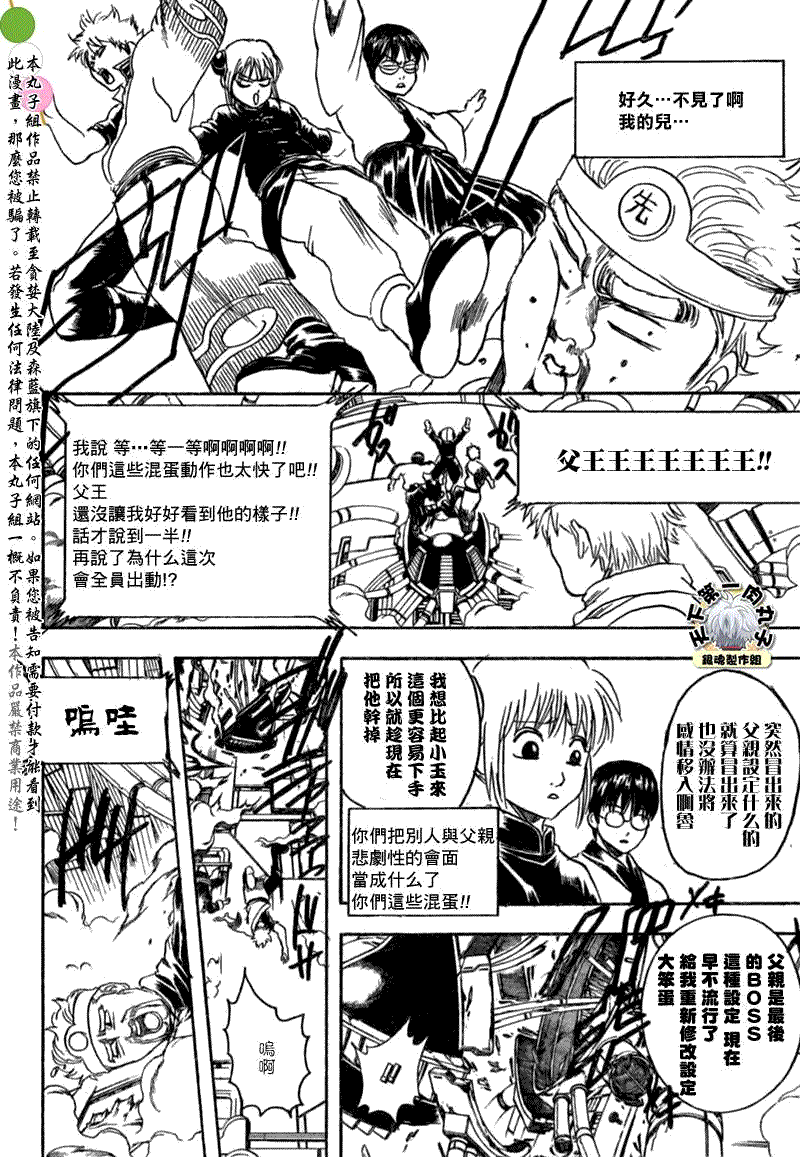 好久…不見了啊
我的兒…
先
父王王王王王王王!!
我說 等…等一等啊啊啊啊!!
你們這些混蛋動作也太快了吧!!
父王
還沒讓我好好看到他的樣子!!
話才說到一半!!
再說了為什么這次
會全員出動!?
突然冒出來的
父親設定什么的
就算冒出來了
也沒辦法將
感情移入啊魯
我想比起小玉來
這個更容易下手
所以就趁現在
把他幹掉
你們把別人與父親
悲劇性的會面
當成什么了
你們這些混蛋!!
嗚哇
父親是最後
的BOSS
這種設定 現在
早不流行了
給我重新修改設定
大笨蛋
!!
嗚啊
天下第一肉丸子
銀魂製作組
本丸子組作品禁止轉載至貪婪大陸及森藍旗下的任何網站。如果您被告知需要付款才能看到
此漫畫，那麼您被騙了。若發生任何法律問題，本丸子組一概不負責！本作品嚴禁商業用途！